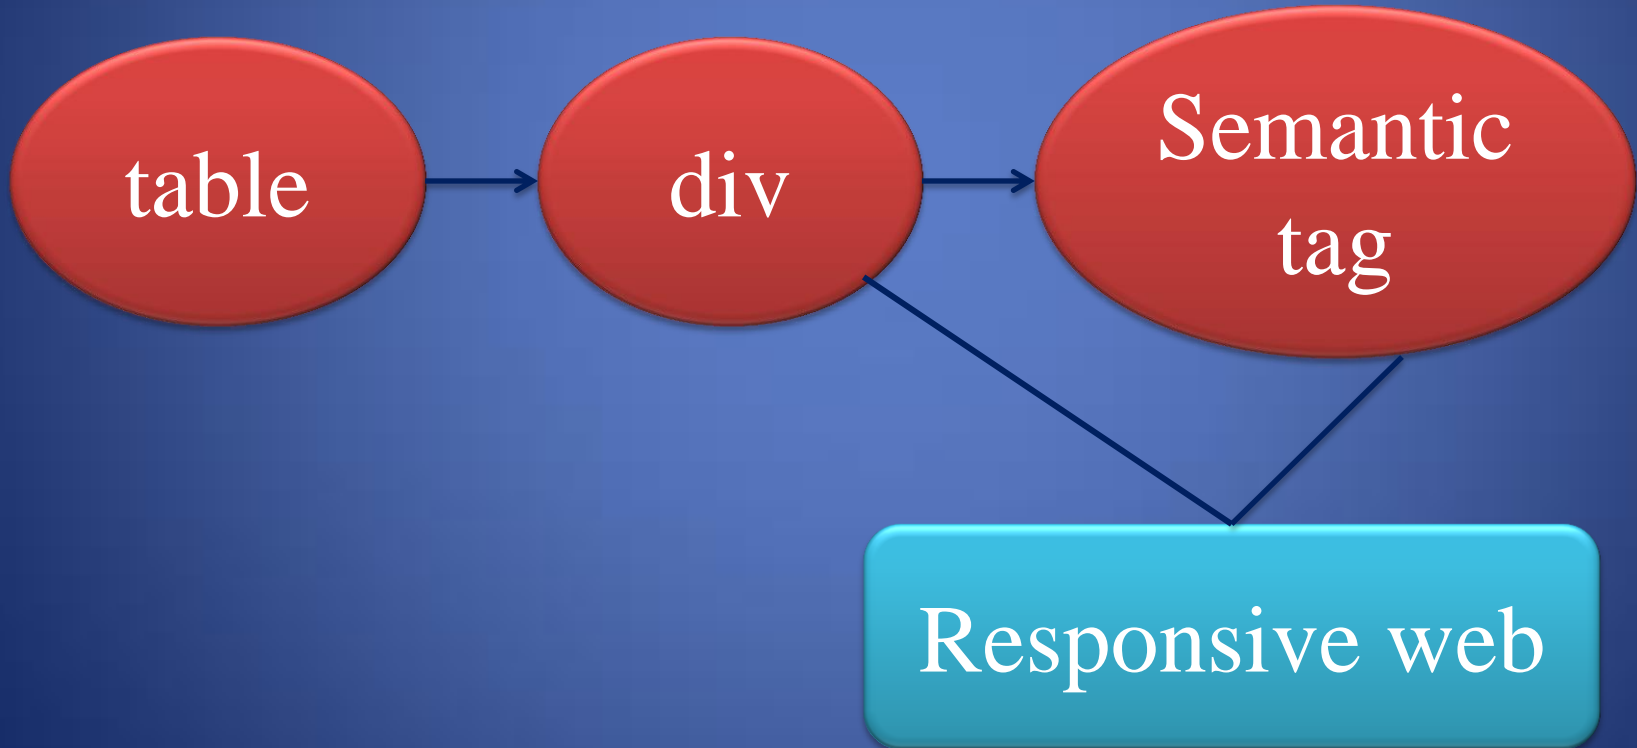 table
div
Semantic
tag
Responsive web